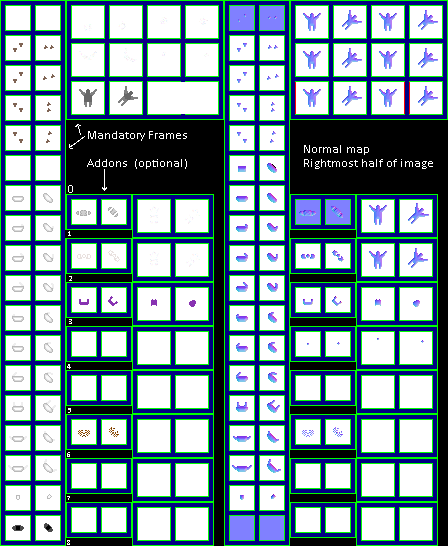 Mandatory Frames
Addons (optional)
Normal map
Rightmost half of image
0
1
2
3
4
5
6
7
8